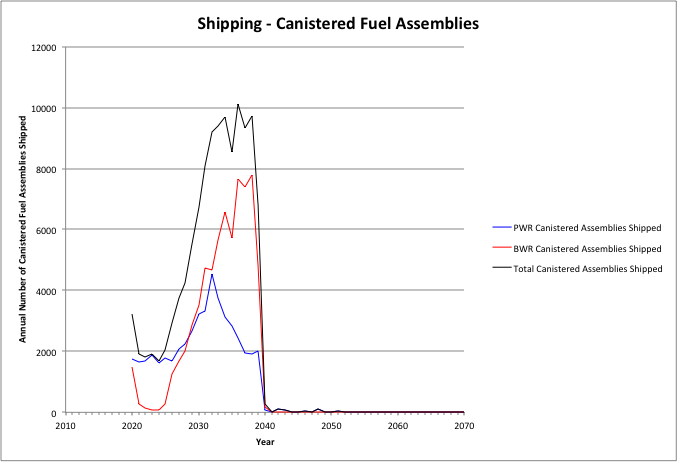 Shipping - Canistered Fuel Assemblies
Annual Number of Canistered Fuel Assemblies Shipped
12000
10000
8000
6000
4000
2000
0
2010 2020 2030 2040 2050 2060 2070
Year
PWR Canistered Assemblies Shipped
BWR Canistered Assemblies Shipped
Total Canistered Assemblies Shipped